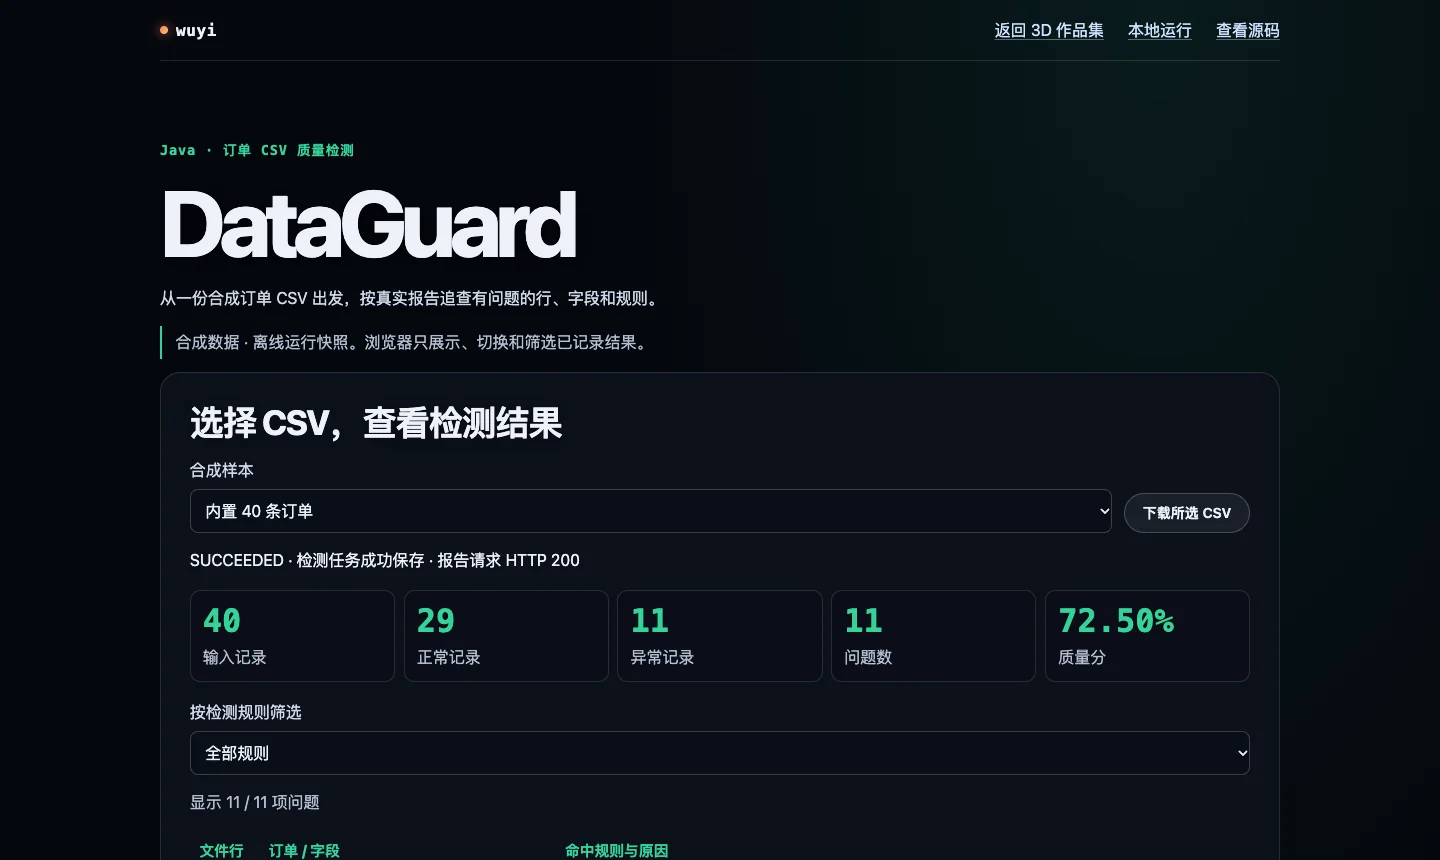 wuyi
返回 3D 作品集 本地运行 查看源码
Java · 订单 CSV 质量检测
DataGuard
从一份合成订单 CSV 出发，按真实报告追查有问题的行、字段和规则。
合成数据 · 离线运行快照。浏览器只展示、切换和筛选已记录结果。
选择 CSV，查看检测结果
合成样本
内置 40 条订单
下载所选 CSV
SUCCEEDED · 检测任务成功保存 · 报告请求 HTTP 200
40 29 11 11 72.50%
输入记录 正常记录 异常记录 问题数 质量分
按检测规则筛选
全部规则
显示 11 / 11 项问题
文件行 订单 / 字段 命中规则与原因